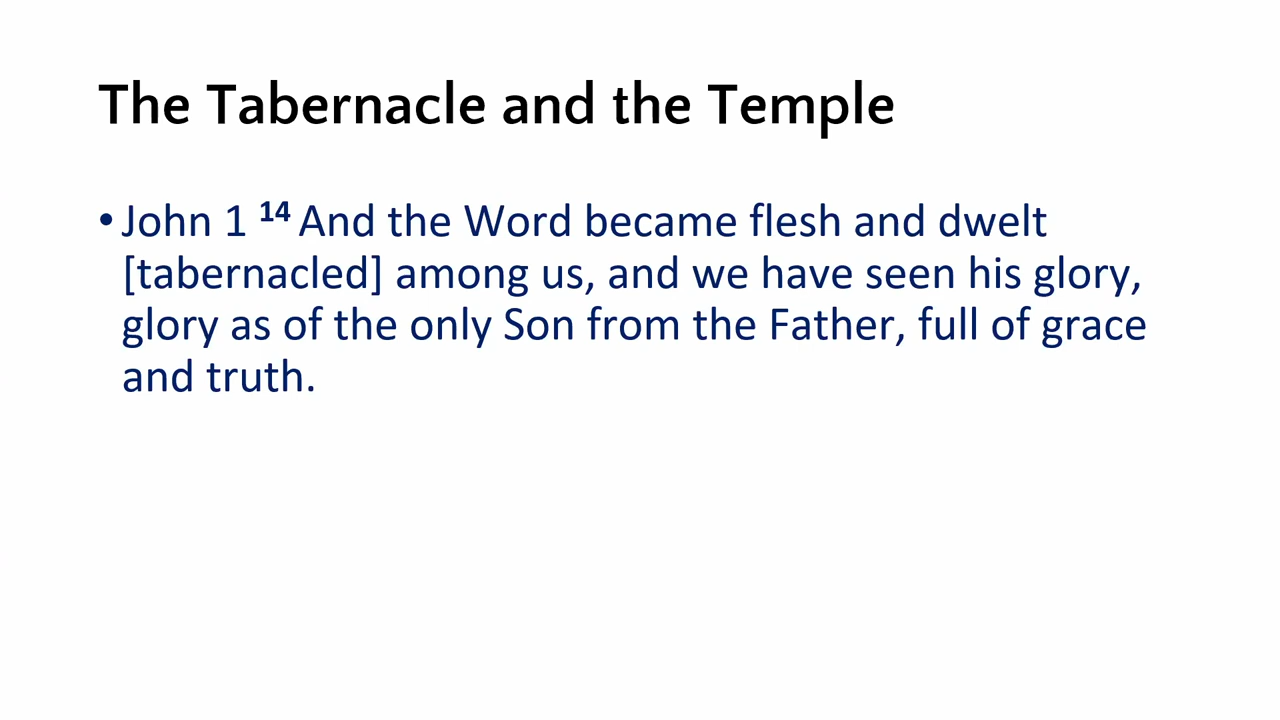 The Tabernacle and the Temple
• John 1 14 And the Word became flesh and dwelt
[tabernacled] among us, and we have seen his glory,
glory as of the only Son from the Father, full of grace
and truth.